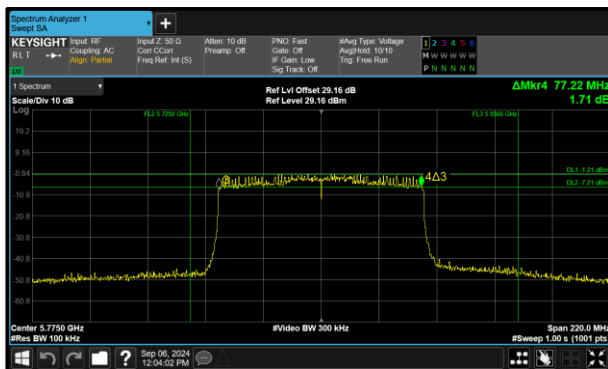 Spectrum Analyzer 1
Swept SA
KEYSIGHT
RLT
Input: RF
Coupling: AC
Align: Partial
Input Z: 50 Ω
Corr CCorr
Freq Ref: Int (S)
Atten: 10 dB
Preamp: Off
PNO: Fast
Gate: Off
IF Gain: Low
Sig Track: Off
#Avg Type: Voltage
Avg|Hold: 10/10
Trig: Free Run
1 2 3 4 5 6
M W W W W W
P N N N N N
1 Spectrum
Scale/Div 10 dB
Ref Lvl Offset 29.16 dB
Ref Level 29.16 dBm
ΔMkr4 77.22 MHz
1.71 dB
Log
FL2 5.7250 GHz
FL3 5.8500 GHz
19.2
9.16
-0.84
4Δ3
DL1 -1.21 dBm
DL2 -7.21 dBm
-10.8
-20.8
-30.8
-40.8
-50.8
-60.8
Center 5.7750 GHz
#Video BW 300 kHz
Span 220.0 MHz
#Res BW 100 kHz
#Sweep 1.00 s (1001 pts)
Sep 06, 2024
12:04:02 PM